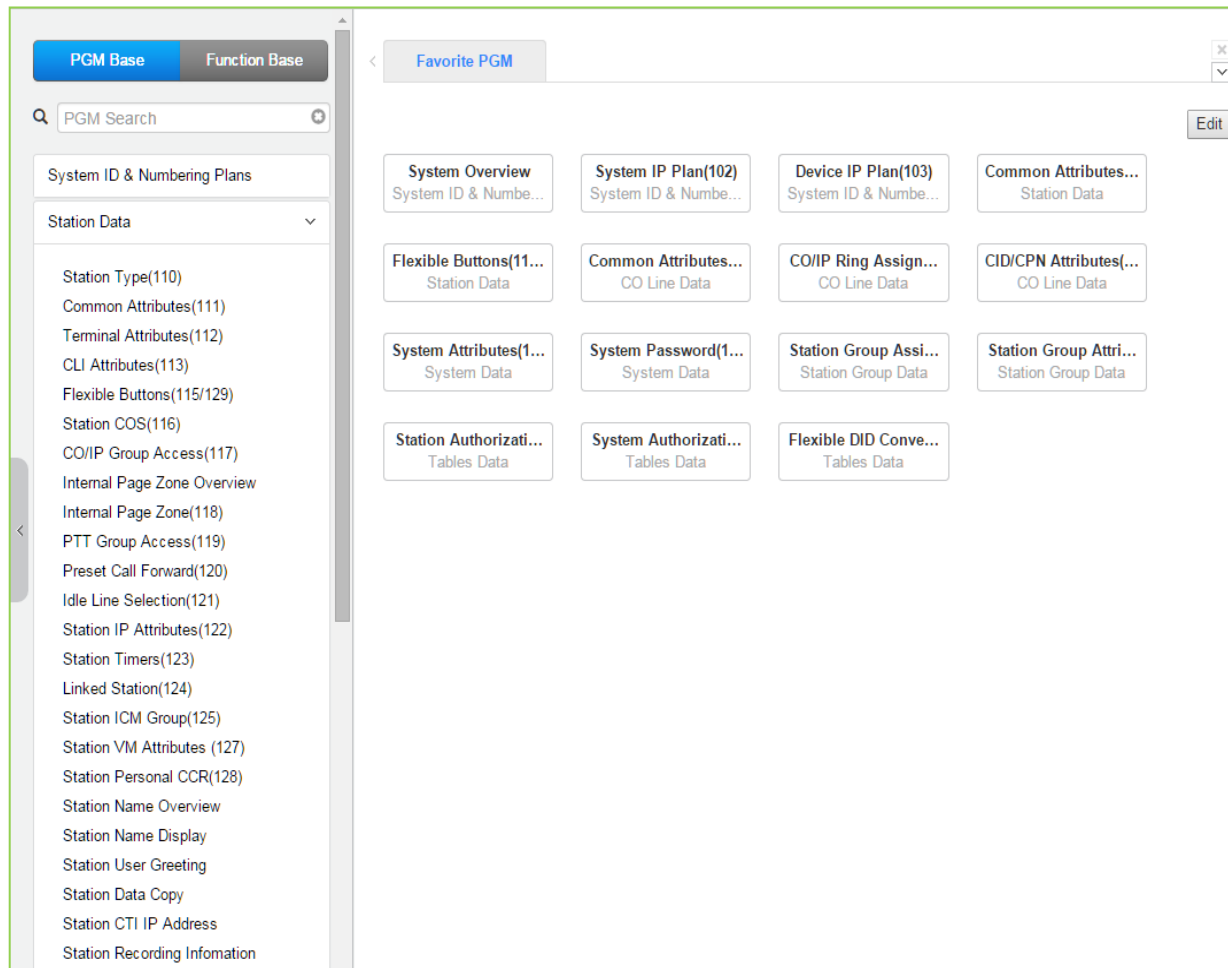 PGM Base
Function Base
PGM Search
System ID & Numbering Plans
Station Data
Station Type(110)
Common Attributes(111)
Terminal Attributes(112)
CLI Attributes(113)
Flexible Buttons(115/129)
Station COS(116)
CO/IP Group Access(117)
Internal Page Zone Overview
Internal Page Zone(118)
PTT Group Access(119)
Preset Call Forward(120)
Idle Line Selection(121)
Station IP Attributes(122)
Station Timers(123)
Linked Station(124)
Station ICM Group(125)
Station VM Attributes (127)
Station Personal CCR(128)
Station Name Overview
Station Name Display
Station User Greeting
Station Data Copy
Station CTI IP Address
Station Recording Infomation
Favorite PGM
Edit
System Overview
System ID & Numbe...
System IP Plan(102)
System ID & Numbe...
Device IP Plan(103)
System ID & Numbe...
Common Attributes...
Station Data
Flexible Buttons(11...
Station Data
Common Attributes...
CO Line Data
CO/IP Ring Assign...
CO Line Data
CID/CPN Attributes(...
CO Line Data
System Attributes(1...
System Data
System Password(1...
System Data
Station Group Assi...
Station Group Data
Station Group Attri...
Station Group Data
Station Authorizati...
Tables Data
System Authorizati...
Tables Data
Flexible DID Conve...
Tables Data